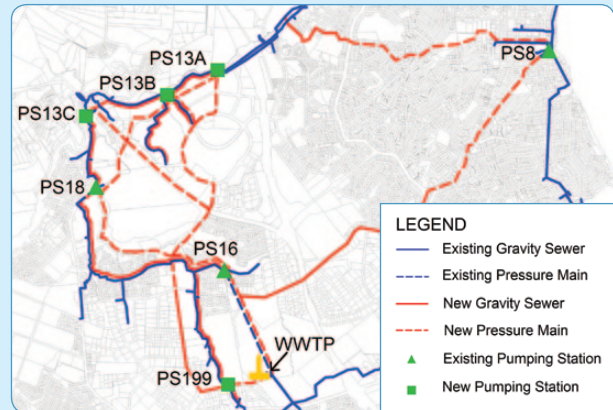 PS13A
PS8
PS13B
PS13C
PS18
PS16
WWTP
PS199
LEGEND
Existing Gravity Sewer
Existing Pressure Main
New Gravity Sewer
New Pressure Main
Existing Pumping Station
New Pumping Station